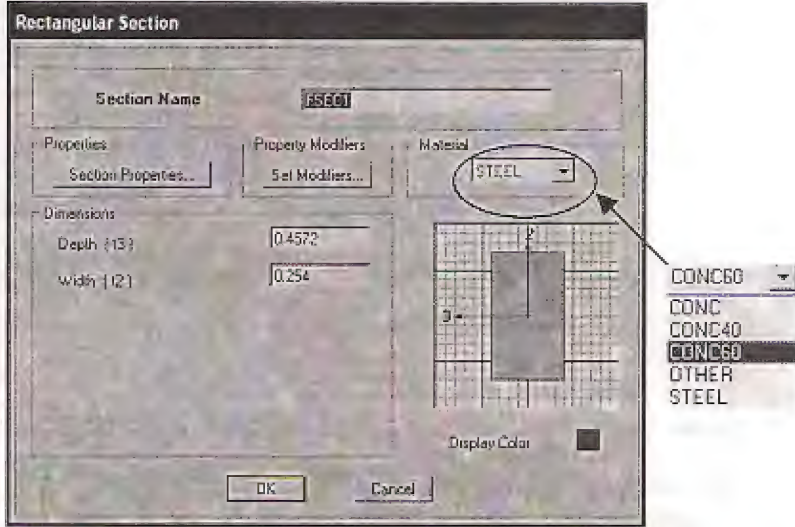 Rectangular Section
Section Name FSEC1
Properties Property Modifiers Material
Section Properties... Set Modifiers... STEEL
Dimensions
Depth (t3) 0.4572
Width (t2) 0.254
2
3
Display Color
OK Cancel
CONC60
CONC
CONC40
CONC60
OTHER
STEEL